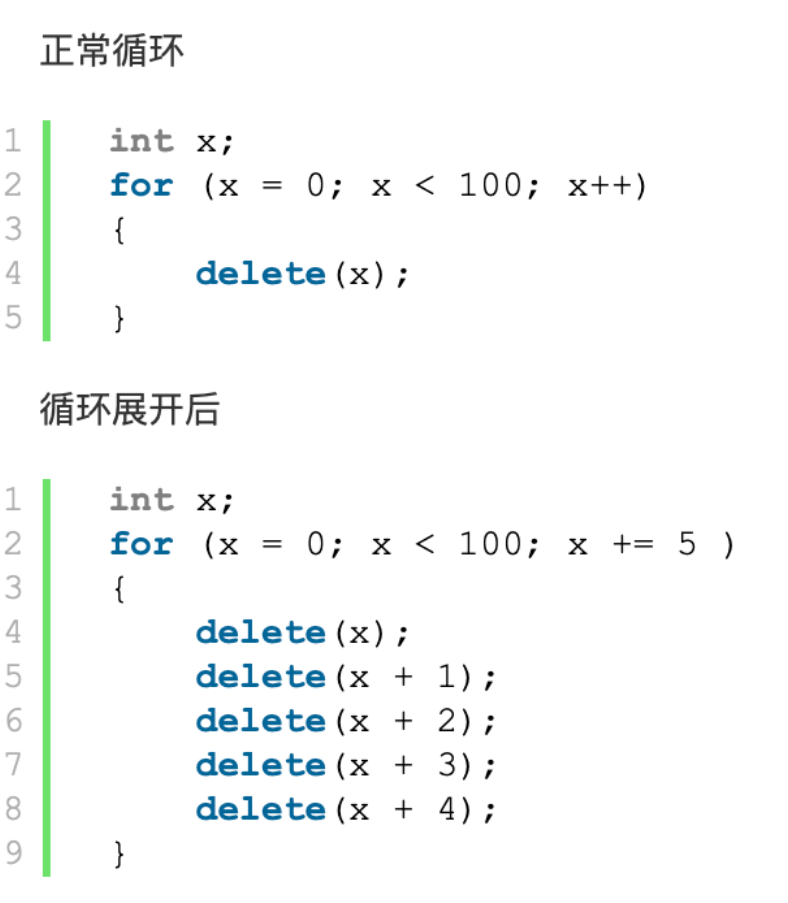 正常循环
1 int x;
2 for (x = 0; x < 100; x++)
3 {
4 delete(x);
5 }
循环展开后
1 int x;
2 for (x = 0; x < 100; x += 5 )
3 {
4 delete(x);
5 delete(x + 1);
6 delete(x + 2);
7 delete(x + 3);
8 delete(x + 4);
9 }